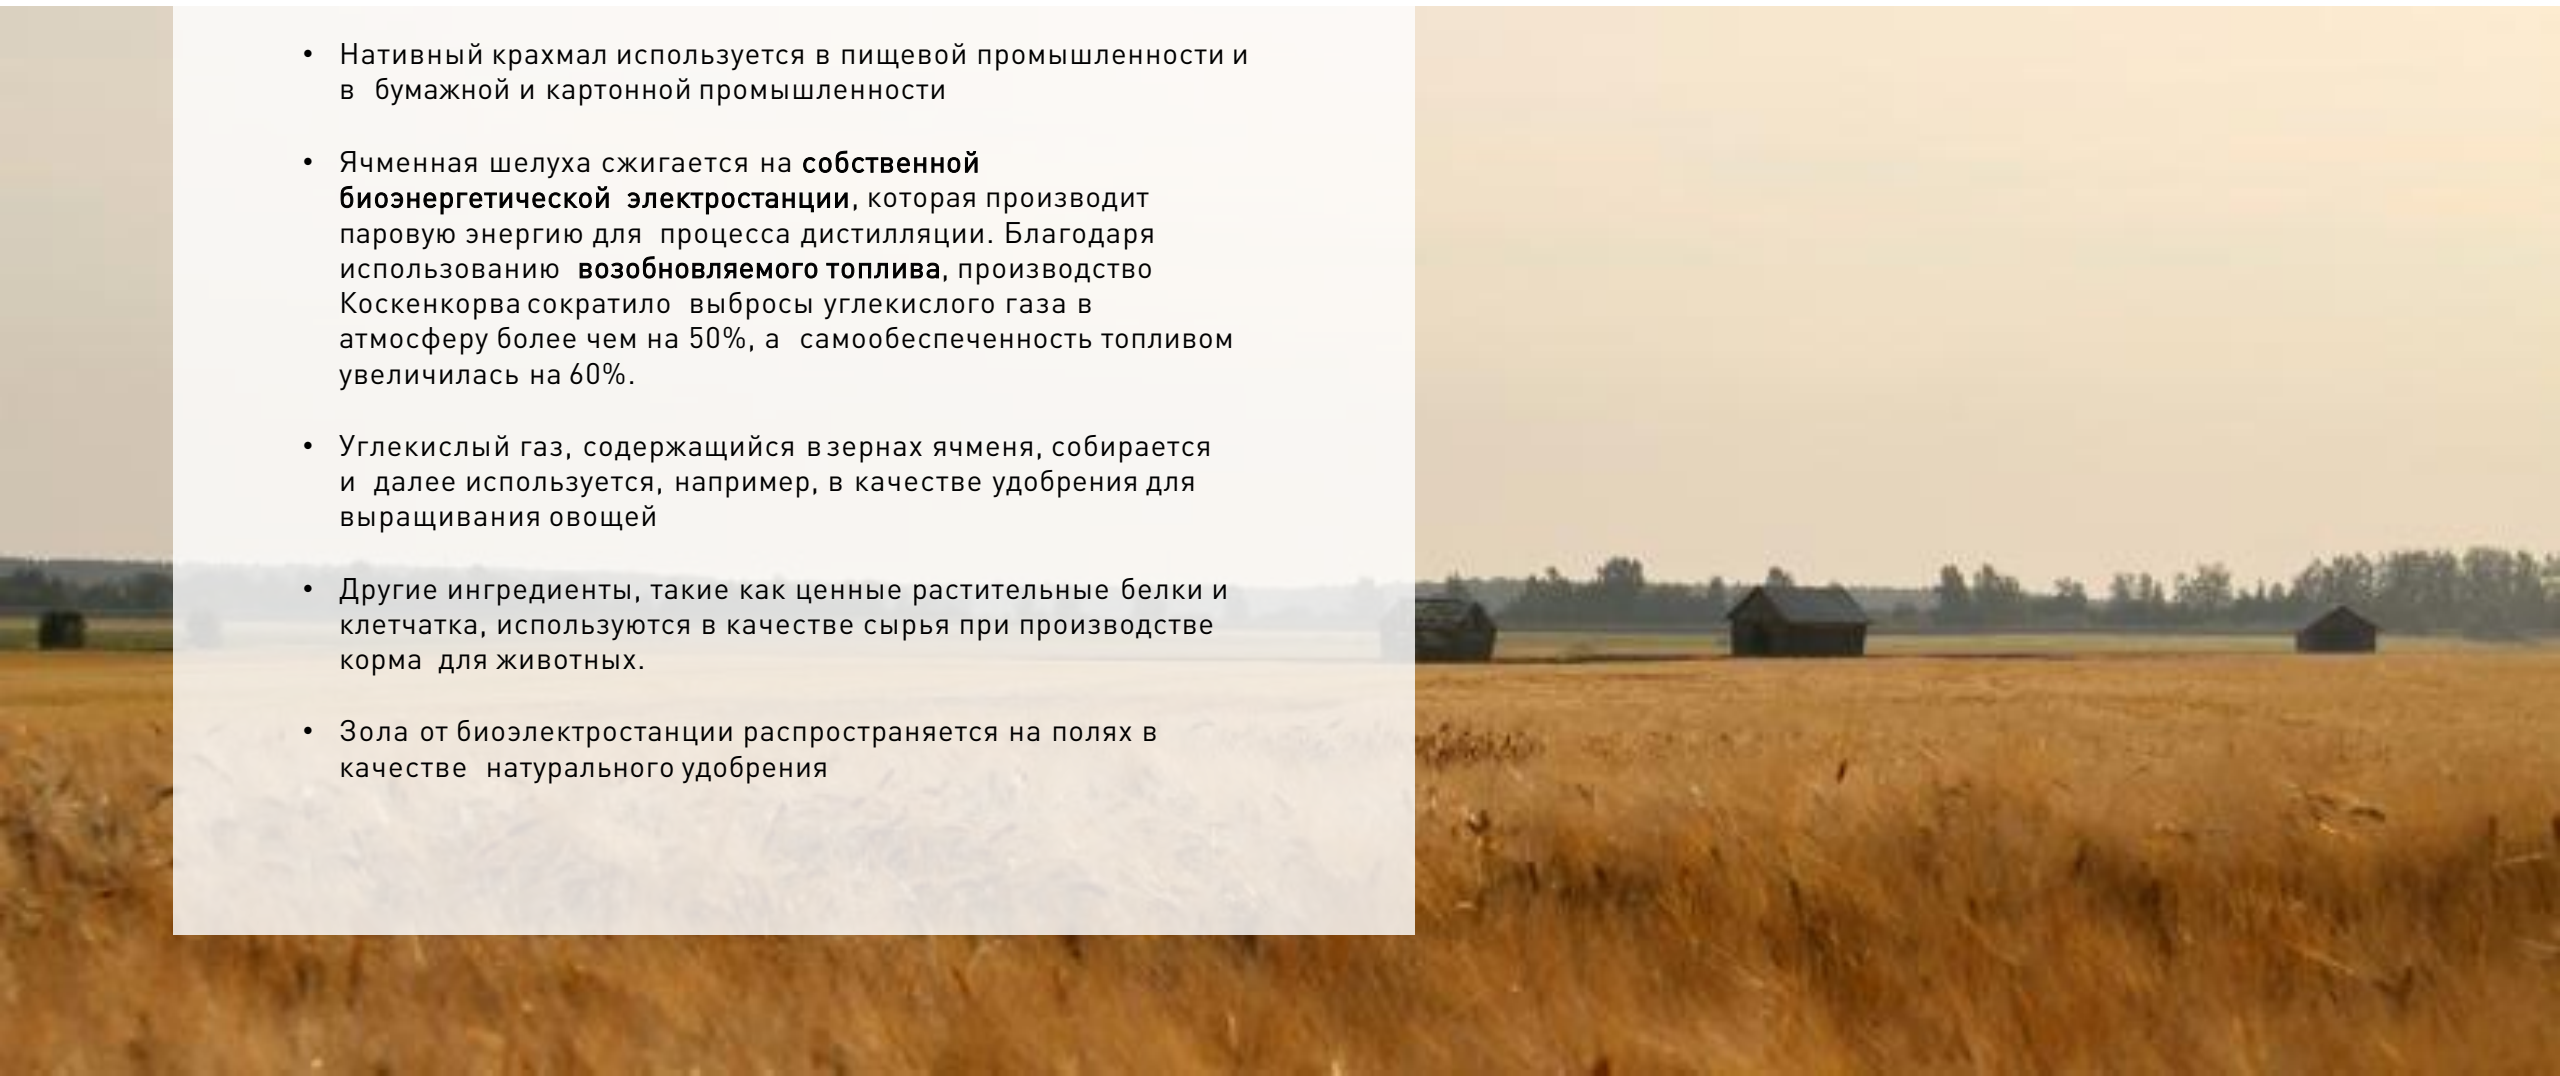 • Нативный крахмал используется в пищевой промышленности и
в бумажной и картонной промышленности
• Ячменная шелуха сжигается на собственной
биоэнергетической электростанции, которая производит
паровую энергию для процесса дистилляции. Благодаря
использованию возобновляемого топлива, производство
Коскенкорва сократило выбросы углекислого газа в
атмосферу более чем на 50%, а самообеспеченность топливом
увеличилась на 60%.
• Углекислый газ, содержащийся в зернах ячменя, собирается
и далее используется, например, в качестве удобрения для
выращивания овощей
• Другие ингредиенты, такие как ценные растительные белки и
клетчатка, используются в качестве сырья при производстве
корма для животных.
• Зола от биоэлектростанции распространяется на полях в
качестве натурального удобрения